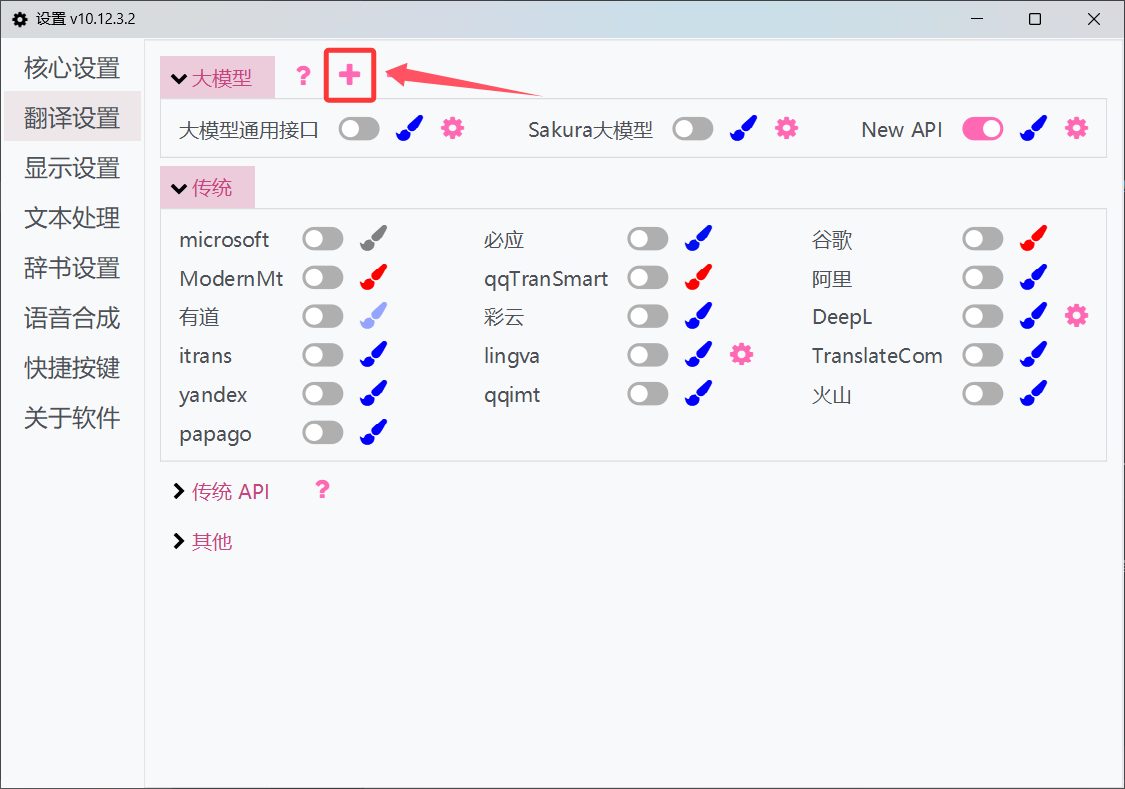 设置 v10.12.3.2
核心设置
翻译设置
显示设置
文本处理
辞书设置
语音合成
快捷按键
关于软件
大模型 ?
大模型通用接口 Sakura大模型 New API
传统
microsoft 必应 谷歌
ModernMt qqTranSmart 阿里
有道 彩云 DeepL
itrans lingva TranslateCom
yandex qqimt 火山
papago
传统 API ?
其他